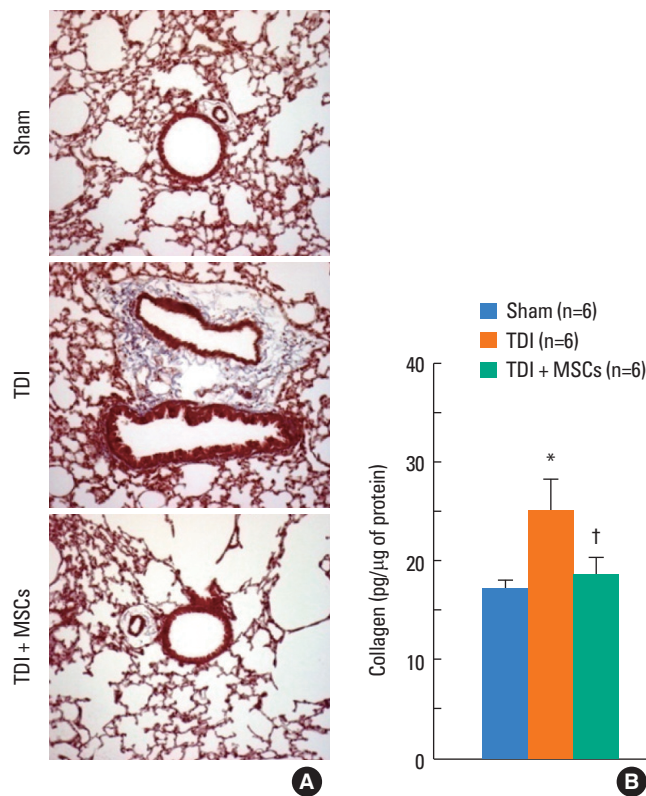 Sham
TDI
TDI + MSCs
A
Sham (n=6)
TDI (n=6)
TDI + MSCs (n=6)
Collagen (pg/μg of protein)
40
30
20
10
0
*
†
B